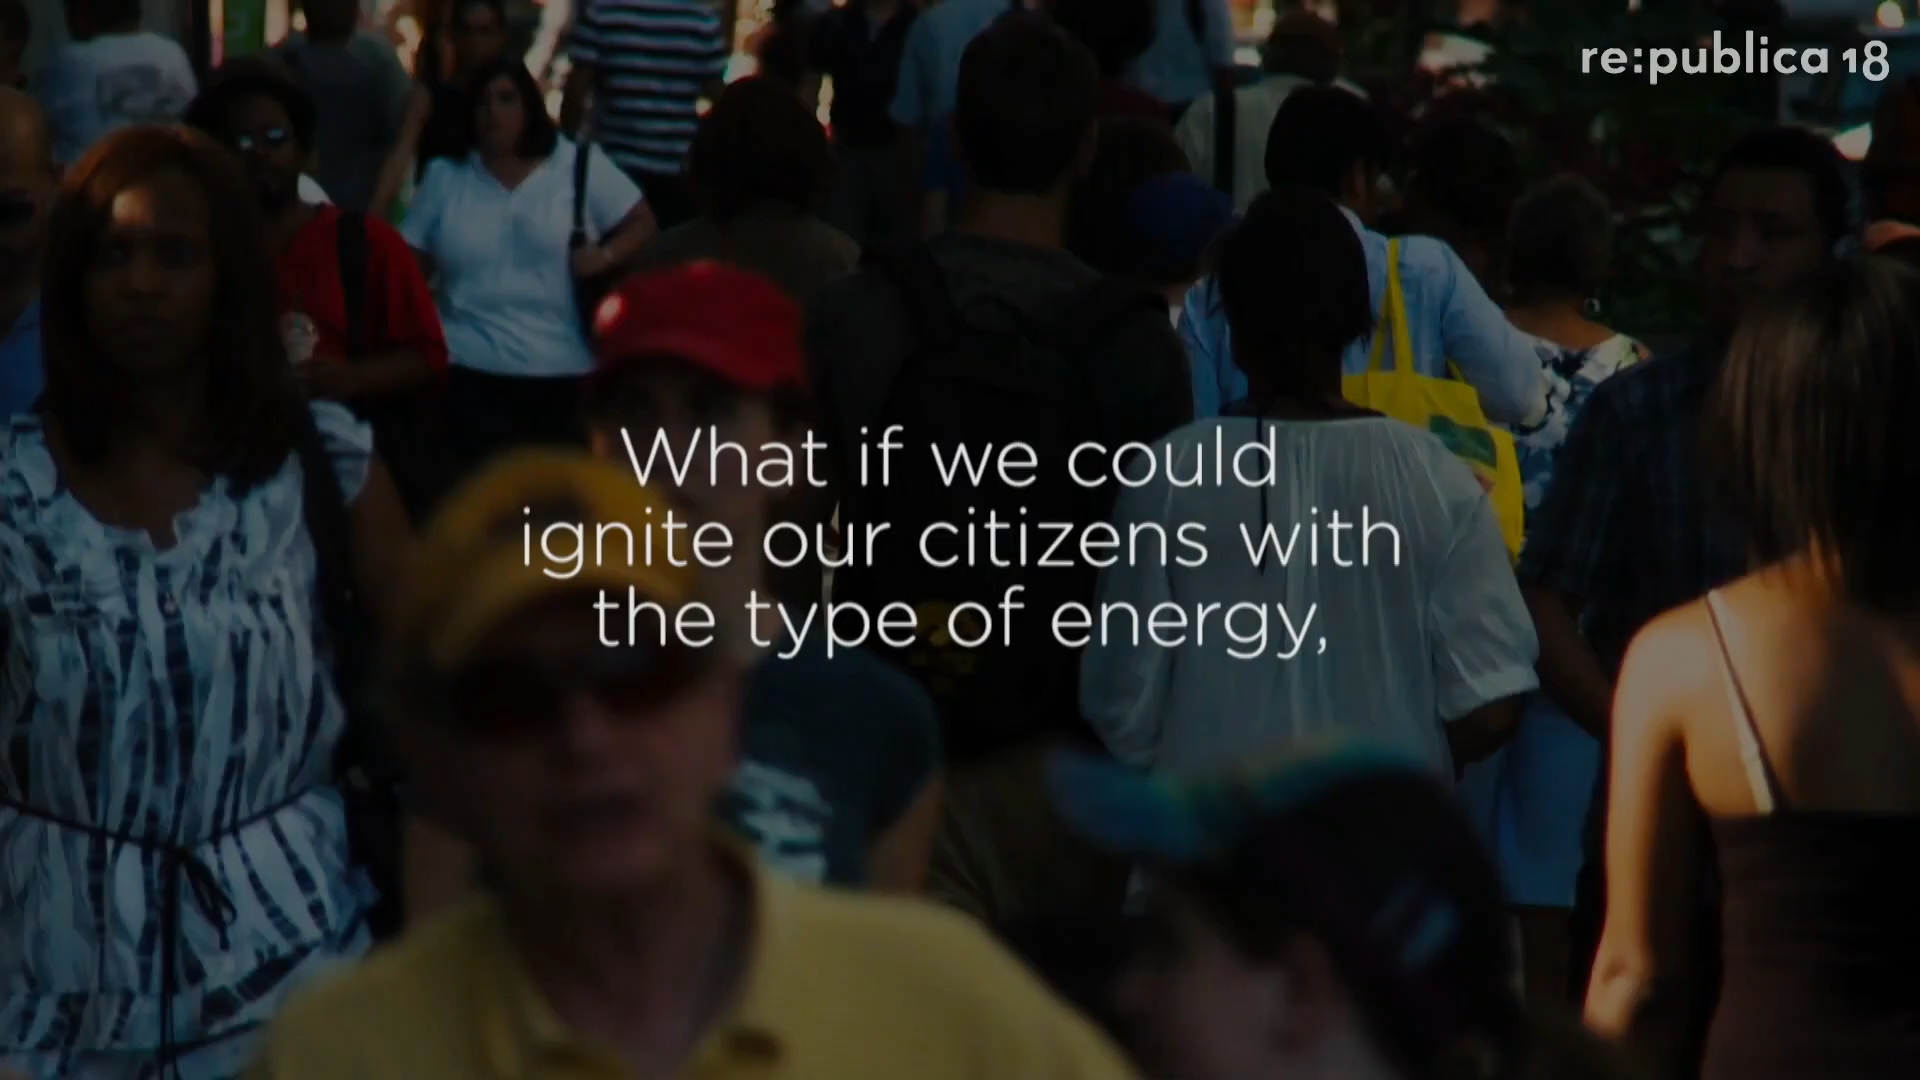 re:publica 18
What if we could
ignite our citizens with
the type of energy,